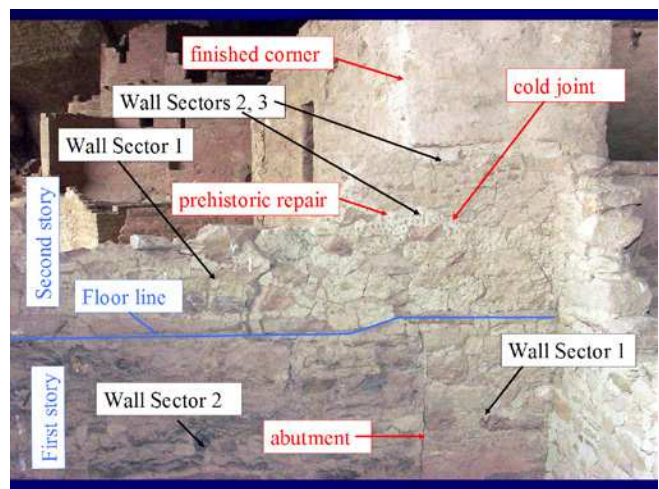 finished corner
cold joint
Wall Sectors 2, 3
Wall Sector 1
prehistoric repair
Second story
Floor line
Wall Sector 1
First story
Wall Sector 2
abutment